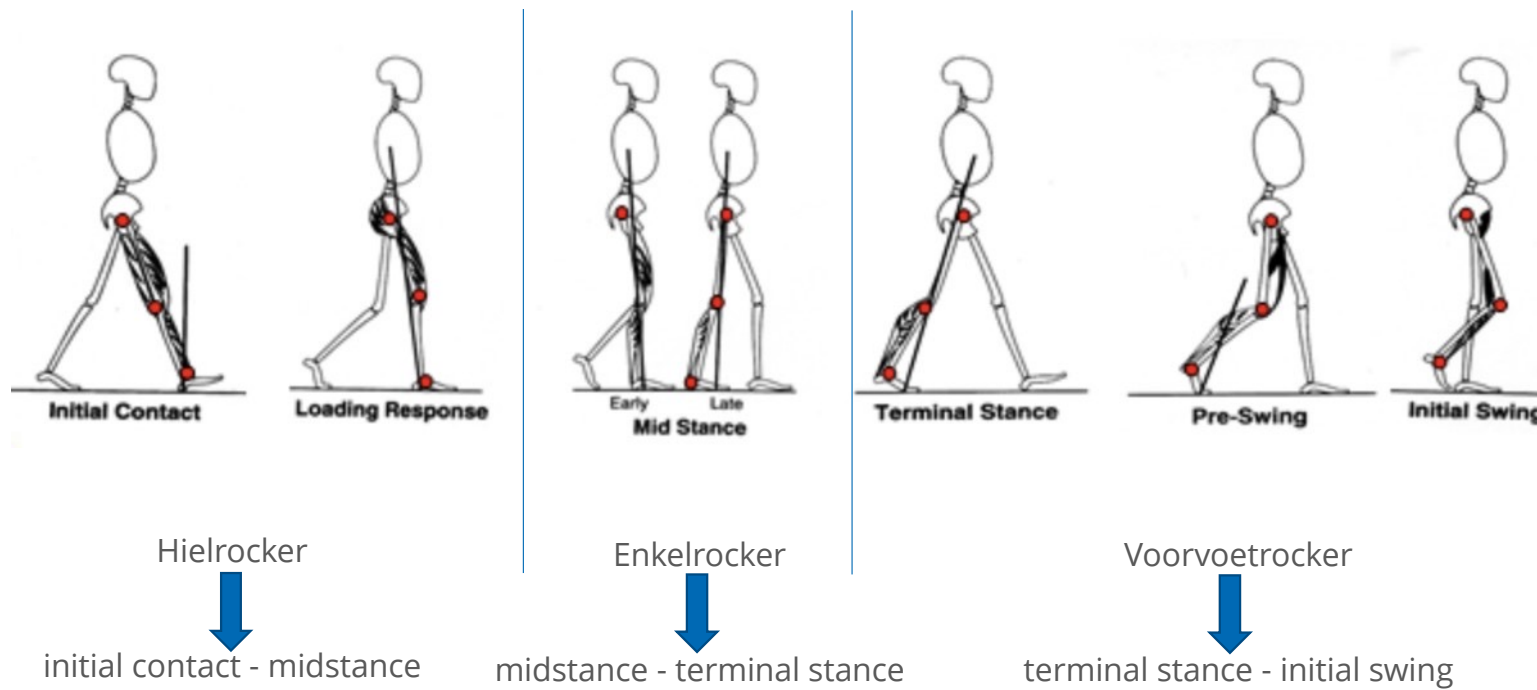 Initial Contact
Loading Response
Early
Late
Mid Stance
Terminal Stance
Pre-Swing
Initial Swing
Hielrocker
Enkelrocker
Voorvoetrocker
initial contact - midstance
midstance - terminal stance
terminal stance - initial swing